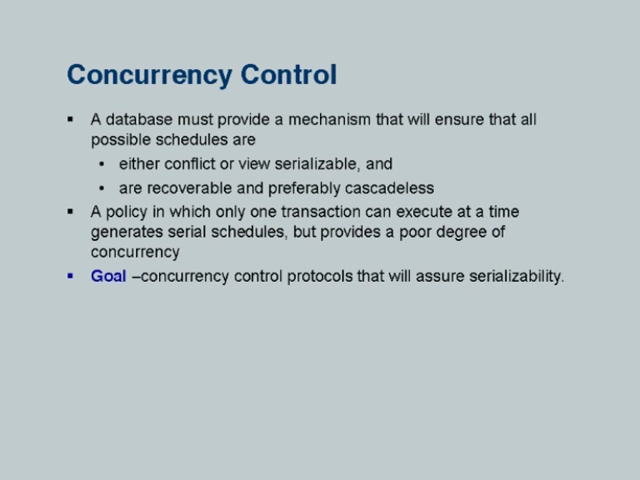 Concurrency Control
▪ A database must provide a mechanism that will ensure that all
possible schedules are
• either conflict or view serializable, and
• are recoverable and preferably cascadeless
▪ A policy in which only one transaction can execute at a time
generates serial schedules, but provides a poor degree of
concurrency
▪ Goal –concurrency control protocols that will assure serializability.